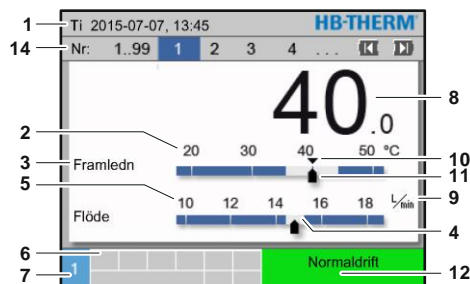 1 Ti 2015-07-07, 13:45 HB-THERM
14 Nr: 1..99 1 2 3 4 ...
40.0 8
2 20 30 40 50 °C 10
3 Framledn 11
5 10 12 14 16 18 L/min 9
Flöde 4
6 Normaldrift
7 1 12